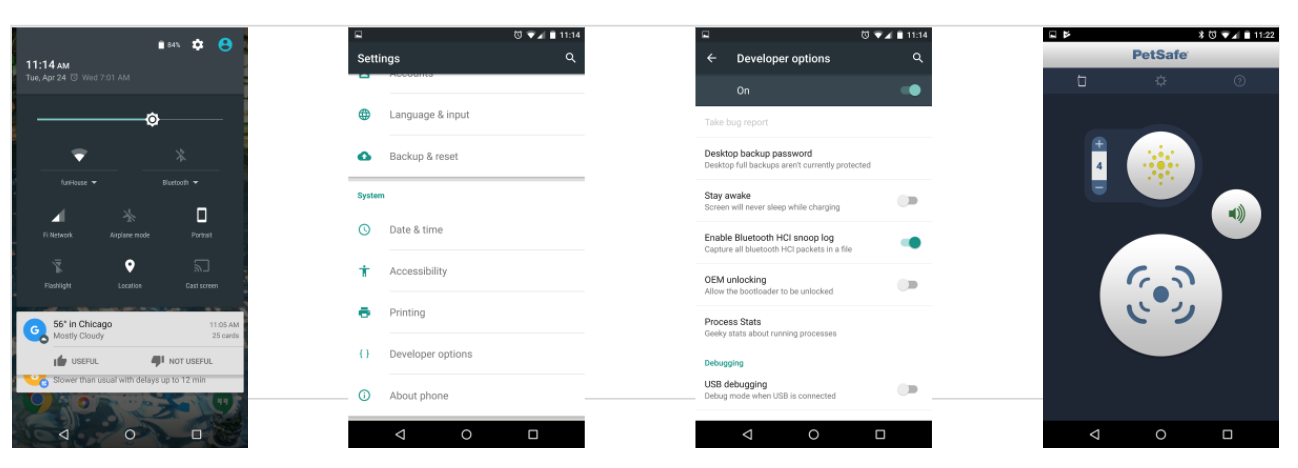 84%
11:14 AM
Tue, Apr 24 Wed 7:01 AM
funHouse
Bluetooth
Fi Network
Airplane mode
Portrait
Flashlight
Location
Cast screen
56° in Chicago
11:05 AM
Mostly Cloudy
25 cards
USEFUL
NOT USEFUL
Slower than usual with delays up to 12 min
11:14
Settings
Accounts
Language & input
Backup & reset
System
Date & time
Accessibility
Printing
{ } Developer options
About phone
11:14
Developer options
On
Take bug report
Desktop backup password
Desktop full backups aren't currently protected
Stay awake
Screen will never sleep while charging
Enable Bluetooth HCI snoop log
Capture all bluetooth HCI packets in a file
OEM unlocking
Allow the bootloader to be unlocked
Process Stats
Geeky stats about running processes
Debugging
USB debugging
Debug mode when USB is connected
11:22
PetSafe
?
+
4
−